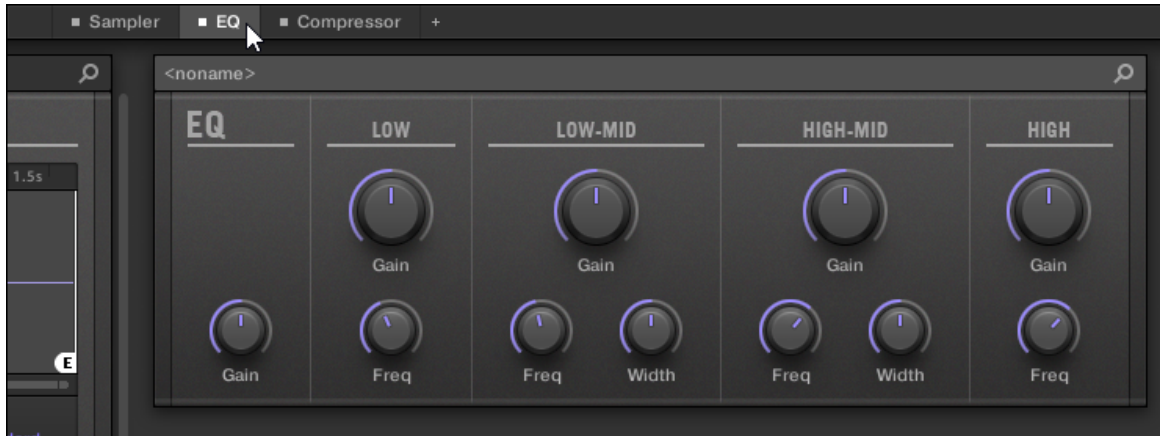 Sampler EQ Compressor +
<noname>
EQ LOW LOW-MID HIGH-MID HIGH
1.5s
Gain Gain Gain Gain
E
Gain Freq Freq Width Freq Width Freq